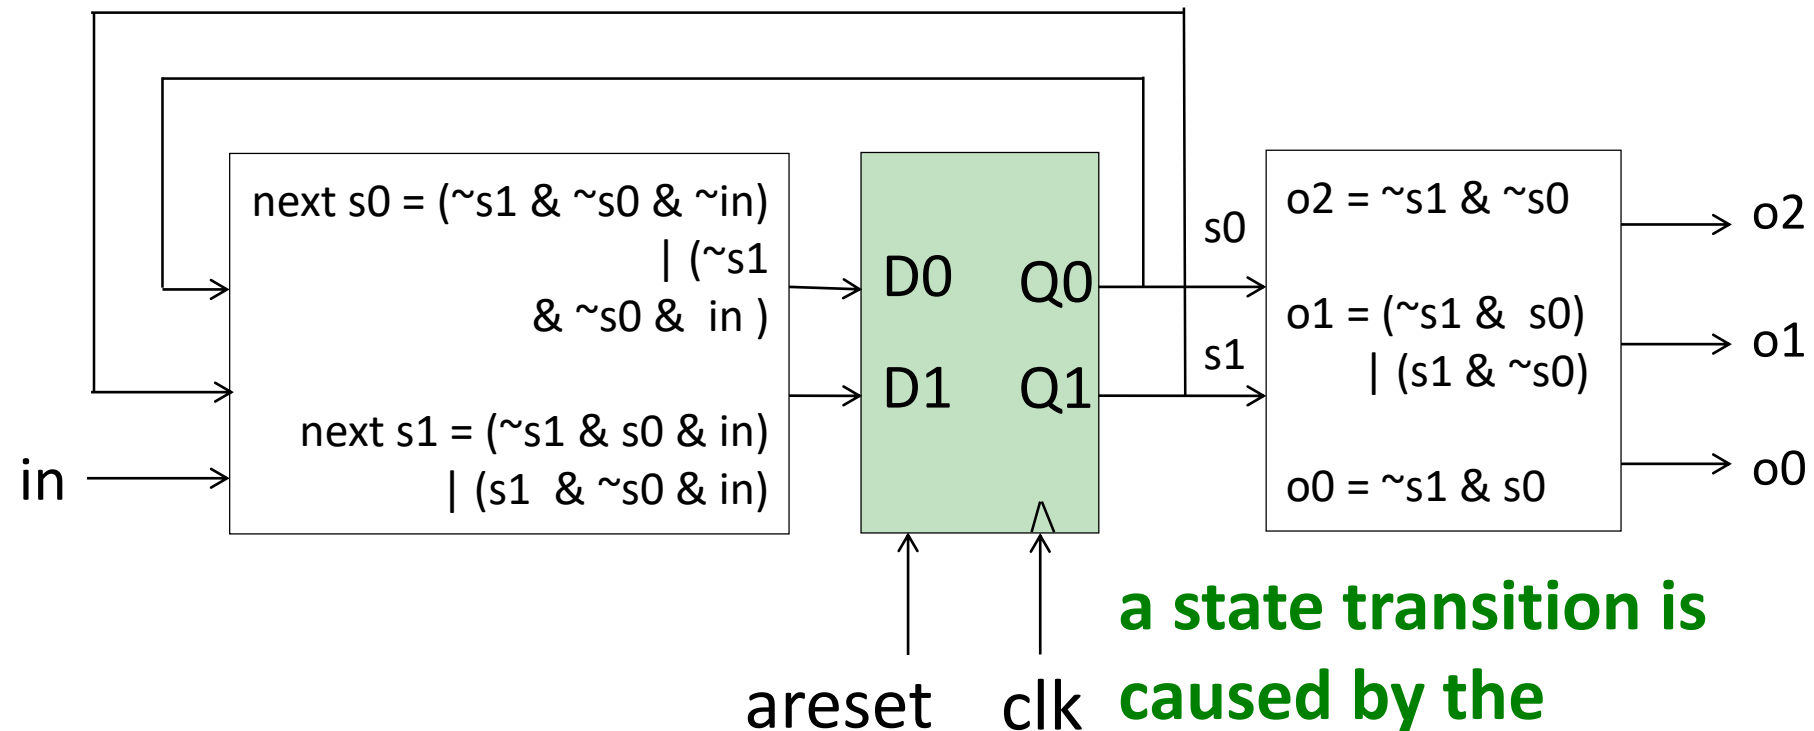 next s0 = (~s1 & ~s0 & ~in)
| (~s1
& ~s0 & in )
next s1 = (~s1 & s0 & in)
| (s1 & ~s0 & in)
in
D0 Q0
D1 Q1
areset
clk
s0
s1
o2 = ~s1 & ~s0
o1 = (~s1 & s0)
| (s1 & ~s0)
o0 = ~s1 & s0
o2
o1
o0
a state transition is
caused by the